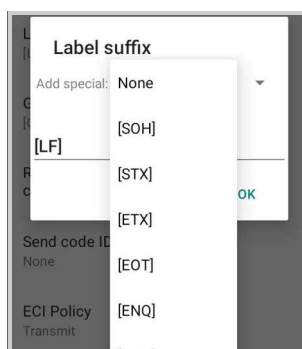 Label suffix
Add special: None
[SOH]
[LF]
[STX]
OK
[ETX]
Send code ID
None
[EOT]
ECI Policy
[ENQ]
Transmit